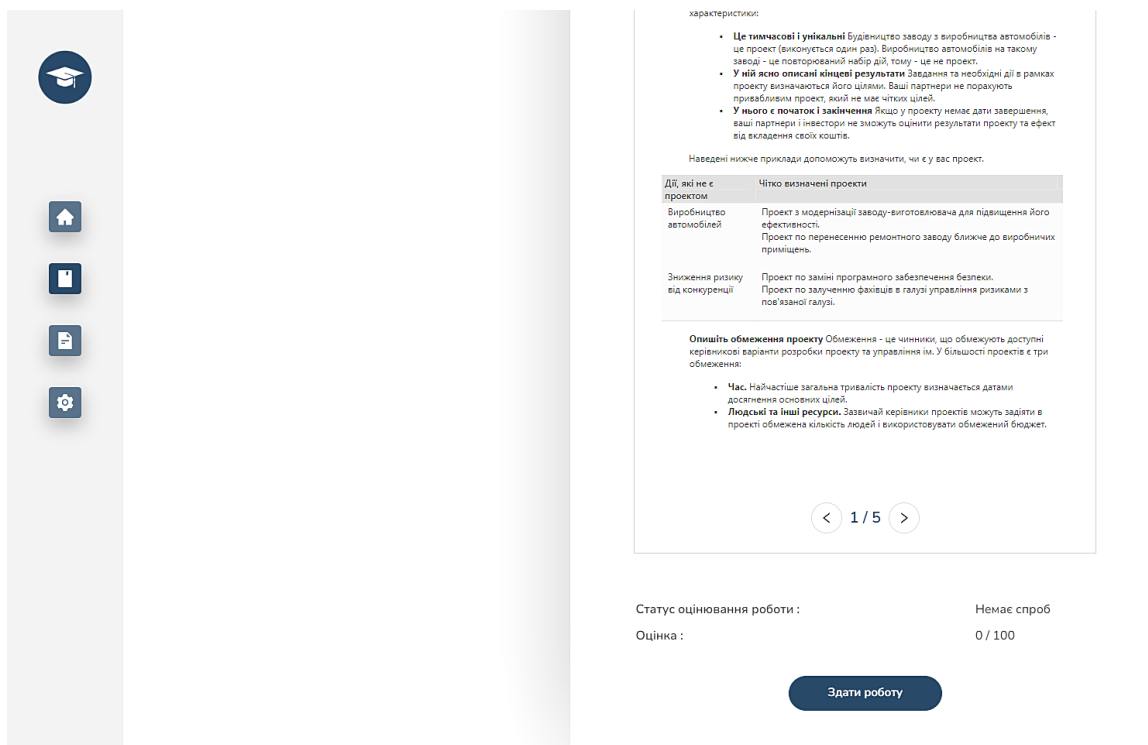 характеристики:
• Це тимчасові і унікальні Будівництво заводу з виробництва автомобілів -
це проект (виконується один раз). Виробництво автомобілів на такому
заводі - це повторюваний набір дій, тому - це не проект.
• У ній ясно описані кінцеві результати Завдання та необхідні дії в рамках
проекту визначаються його цілями. Ваші партнери не порахують
привабливим проект, який не має чітких цілей.
• У нього є початок і закінчення Якщо у проекту немає дати завершення,
ваші партнери і інвестори не зможуть оцінити результати проекту та ефект
від вкладення своїх коштів.
Наведені нижче приклади допоможуть визначити, чи є у вас проект.
Дії, які не є
проектом
Чітко визначені проекти
Виробництво
автомобілей
Проект з модернізації заводу-виготовлювача для підвищення його
ефективності.
Проект по перенесенню ремонтного заводу ближче до виробничих
приміщень.
Зниження ризику
від конкуренції
Проект по заміні програмного забезпечення безпеки.
Проект по залученню фахівців в галузі управління ризиками з
пов'язаної галузі.
Опишіть обмеження проекту Обмеження - це чинники, що обмежують доступні
керівникові варіанти розробки проекту та управління ім. У більшості проектів є три
обмеження:
• Час. Найчастіше загальна тривалість проекту визначається датами
досягнення основних цілей.
• Людські та інші ресурси. Зазвичай керівники проектів можуть задіяти в
проекті обмежена кількість людей і використовувати обмежений бюджет.
1 / 5
Статус оцінювання роботи : Немає спроб
Оцінка : 0 / 100
Здати роботу